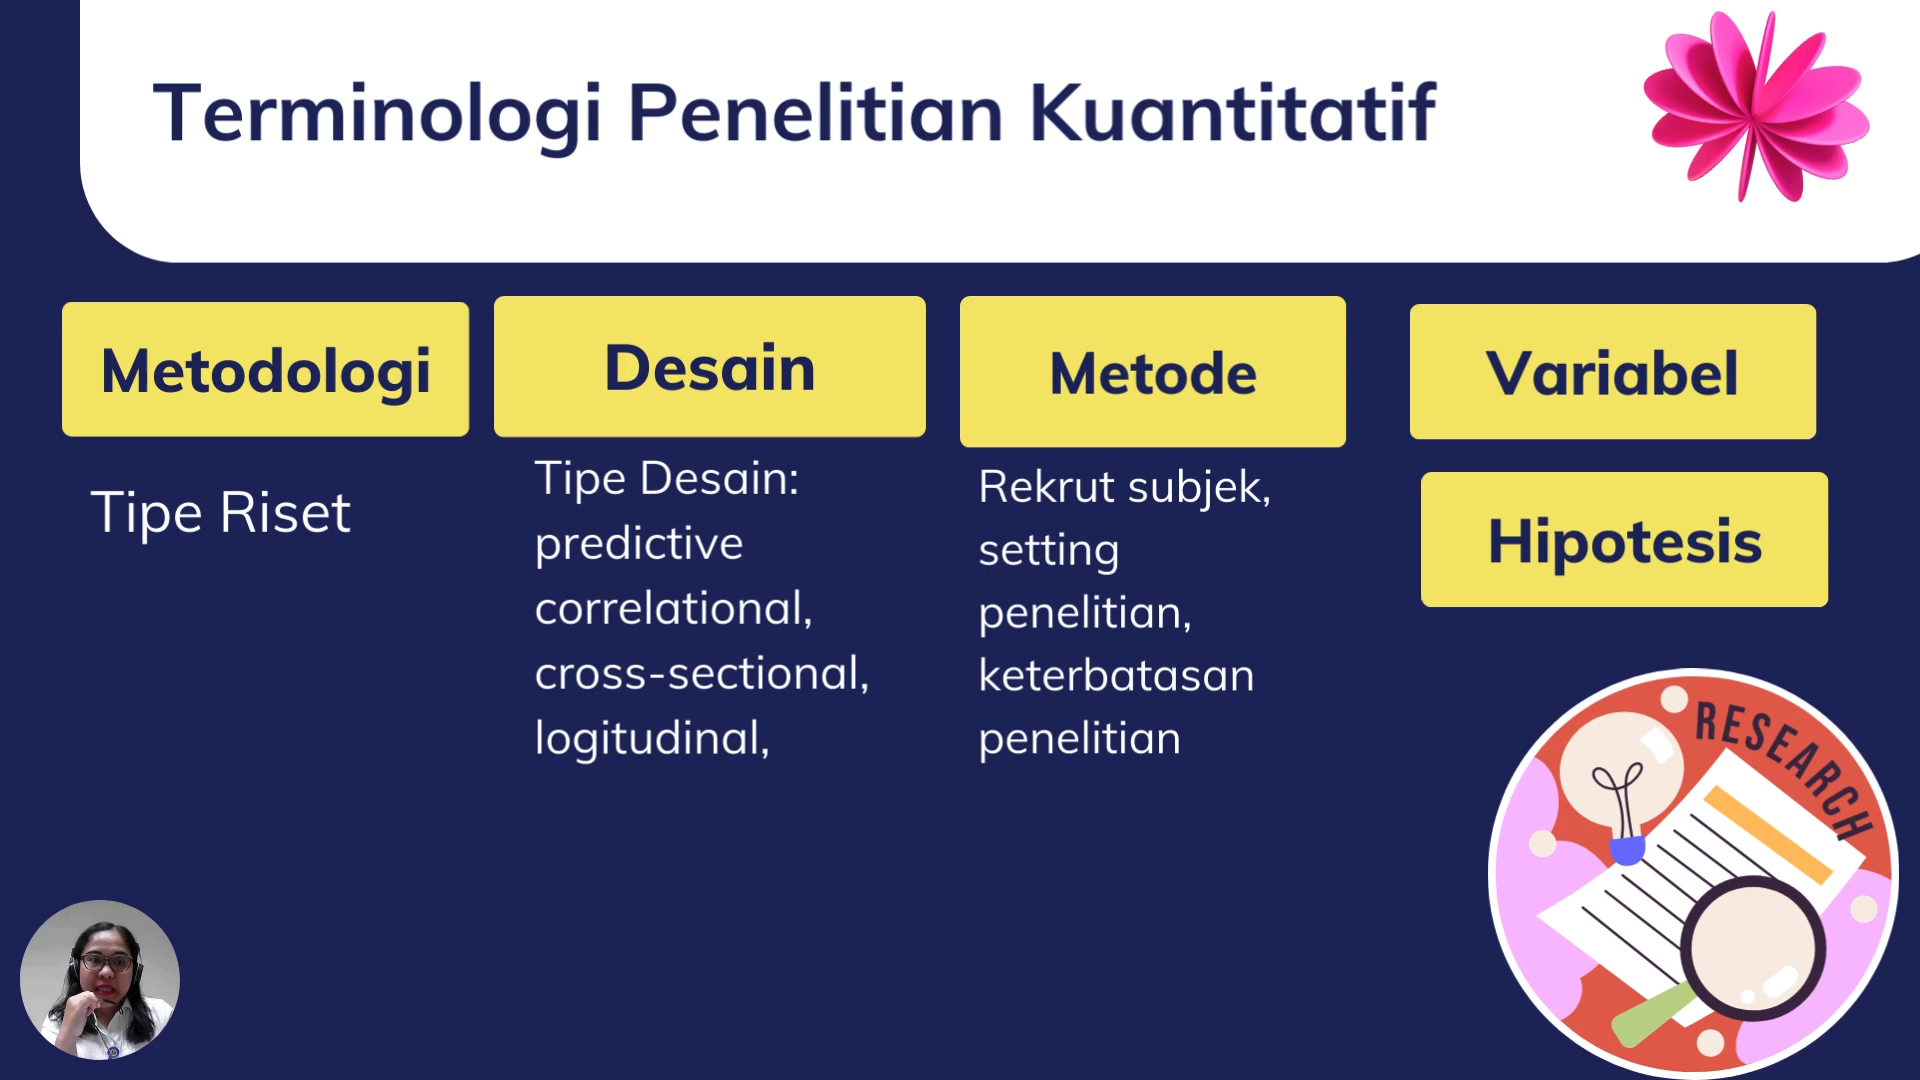 Terminologi Penelitian Kuantitatif
Metodologi
Tipe Riset
Desain
Tipe Desain:
predictive
correlational,
cross-sectional,
logitudinal,
Metode
Rekrut subjek,
setting
penelitian,
keterbatasan
penelitian
Variabel
Hipotesis
RESEARCH